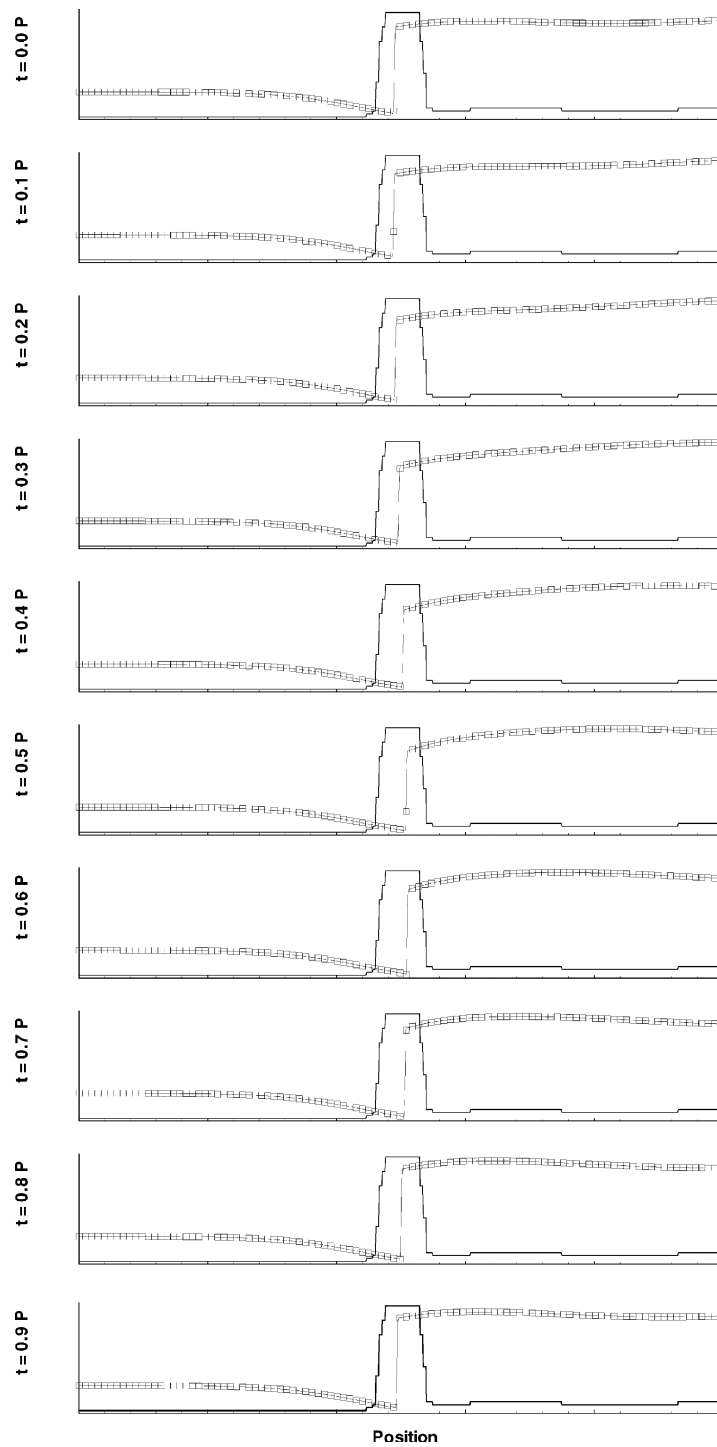 t = 0.0 P
t = 0.1 P
t = 0.2 P
t = 0.3 P
t = 0.4 P
t = 0.5 P
t = 0.6 P
t = 0.7 P
t = 0.8 P
t = 0.9 P
Position